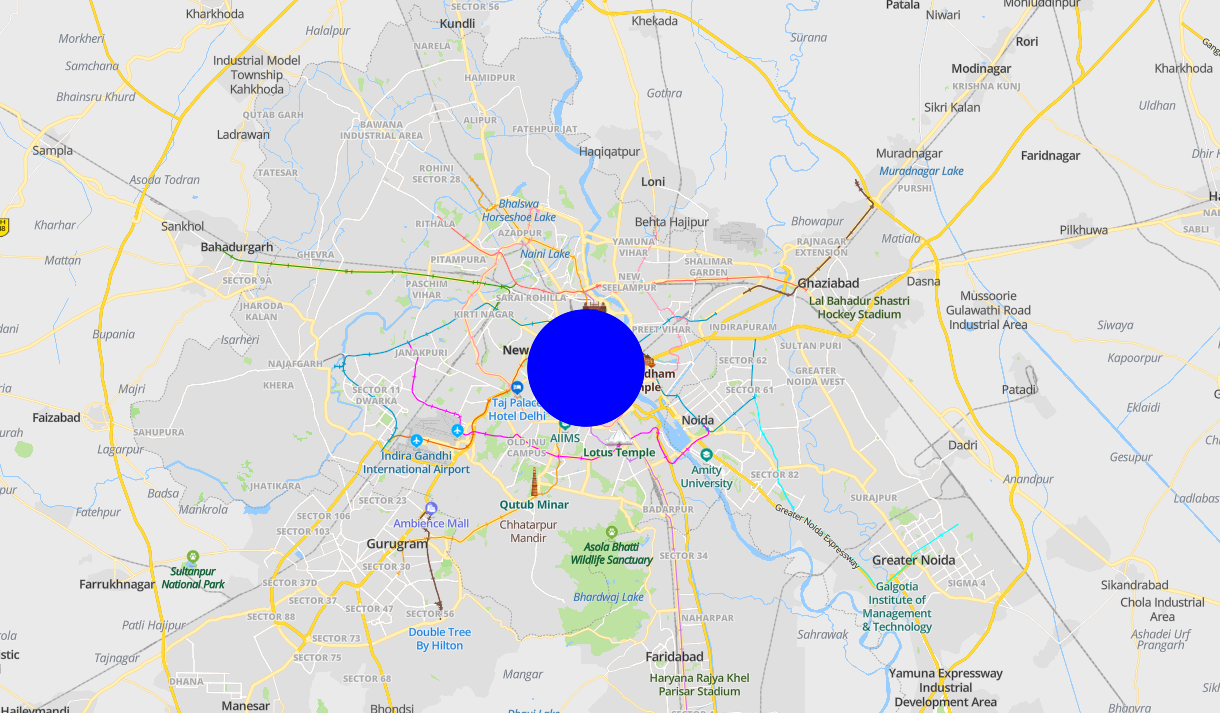 SECTOR 56
Kharkhoda
Kundli
Khekada
Patala
Niwari
Mohiuddinpur
Morkheri
Halalpur
NARELA
Surana
Rori
Samchana
Industrial Model
Township
Kahkhoda
HAMIDPUR
Modinagar
Kharkhoda
KRISHNA KUNJ
Bhainsru Khurd
Gothra
QUTAB GARH
ALIPUR
Sikri Kalan
Uldhan
Ladrawan
BAWANA
INDUSTRIAL AREA
FATEHPUR JAT
Sampla
Haqiqatpur
Muradnagar
Faridnagar
Asoda Todran
TATESAR
ROHINI
SECTOR 28
Loni
Muradnagar Lake
PURSHI
Kharhar
Sankhol
RITHALA
Bhalswa
Horseshoe Lake
Behta Hajipur
Bhowapur
Pilkhuwa
SABLI
Bahadurgarh
AZADPUR
YAMUNA
VIHAR
RAJNAGAR
EXTENSION
Matiala
Mattan
GHEVRA
PITAMPURA
Naini Lake
SHALIMAR
GARDEN
SECTOR 9A
PASCHIM
VIHAR
SARAI ROHILLA
NEW
SEELAMPUR
Ghaziabad
Dasna
Lal Bahadur Shastri
Hockey Stadium
Mussoorie
Gulawathi Road
Industrial Area
JHARODA
KALAN
KIRTI NAGAR
PREET VIHAR
INDIRAPURAM
Siwaya
Bupania
Isarheri
JANAKPURI
New
SULTAN PURI
Kapoorpur
NAJAFGARH
SECTOR 62
KHERA
SECTOR 11
DWARKA
GREATER
NOIDA WEST
Majri
Taj Palace
Hotel Delhi
SECTOR 61
Patadi
Faizabad
Noida
Eklaidi
SAHUPURA
AIIMS
Dadri
Lagarpur
Indira Gandhi
International Airport
OLD JNU
CAMPUS
Lotus Temple
Gesupur
Amity
University
SECTOR 82
Anandpur
Badsa
JHATIKARA
SURAJPUR
Mankrola
SECTOR 23
Qutub Minar
BADARPUR
Fatehpur
SECTOR 106
Ambience Mall
Chhatarpur
Mandir
Greater Noida Expressway
SECTOR 103
Gurugram
Asola Bhatti
Wildlife Sanctuary
SECTOR 34
Greater Noida
Farrukhnagar
Sultanpur
National Park
SECTOR 30
SECTOR 37D
SIGMA 4
Sikandrabad
Galgotia
Institute of
Management
& Technology
Bhardwaj Lake
SECTOR 37
SECTOR 47
SECTOR 56
Chola Industrial
Area
SECTOR 88
NAHARPAR
Patli Hajipur
Double Tree
By Hilton
SECTOR 73
Sahrawak
Ashadei Urf
Prangarh
Tajnagar
SECTOR 75
Faridabad
Mangar
Haryana Rajya Khel
Parisar Stadium
Yamuna Expressway
Industrial
Development Area
DHANA
SECTOR 68
Manesar
Bhondsi
Haileymandi
Bhanvra